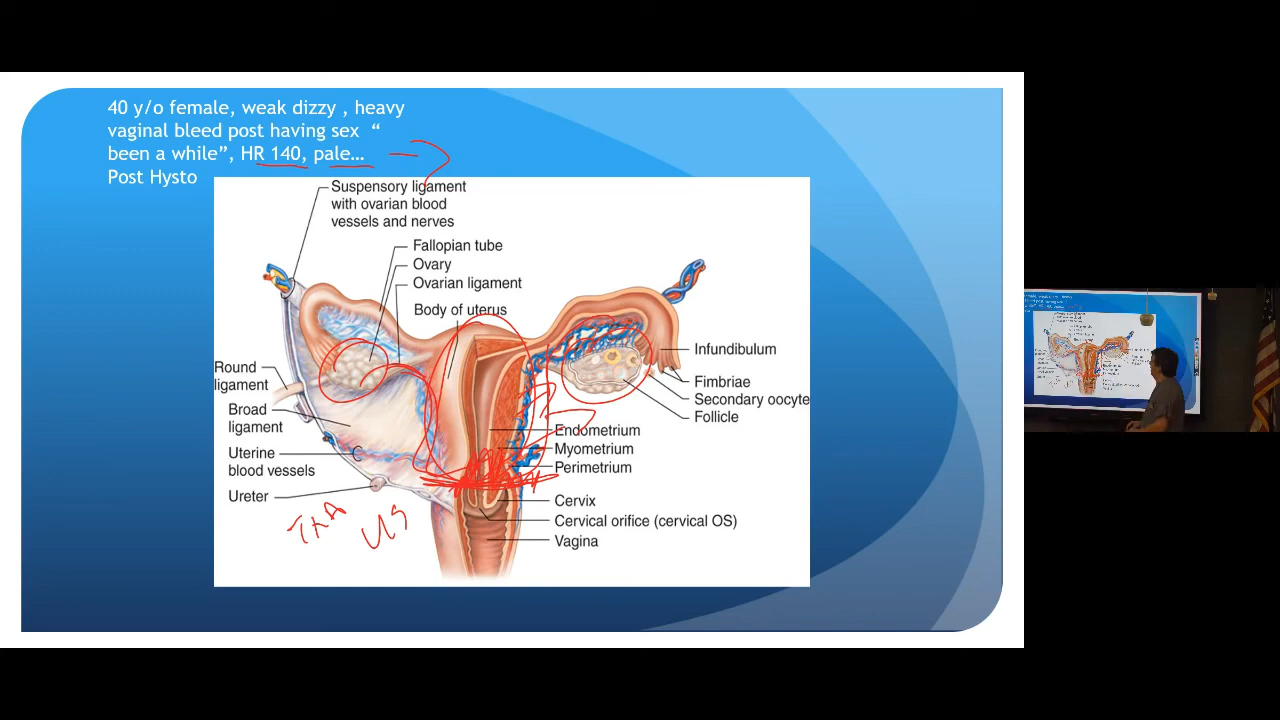 40 y/o female, weak dizzy , heavy
vaginal bleed post having sex “
been a while”, HR 140, pale…
Post Hysto
Suspensory ligament
with ovarian blood
vessels and nerves
Fallopian tube
Ovary
Ovarian ligament
Body of uterus
Round
ligament
Broad
ligament
Uterine
blood vessels
Ureter
Infundibulum
Fimbriae
Secondary oocyte
Follicle
Endometrium
Myometrium
Perimetrium
Cervix
Cervical orifice (cervical OS)
Vagina
TXA
US